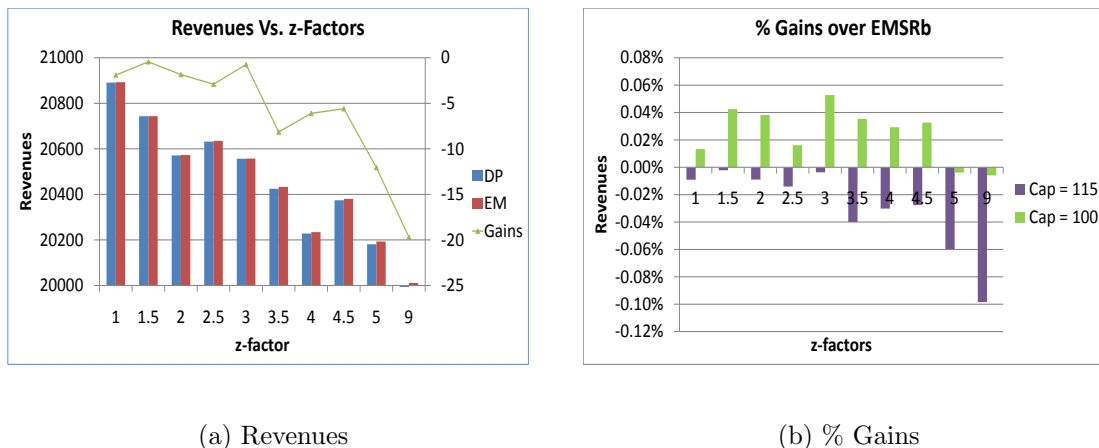 Revenues Vs. z-Factors
21000
20800
20600
20400
20200
20000
Revenues
0
-5
-10
-15
-20
-25
DP
EM
Gains
1 1.5 2 2.5 3 3.5 4 4.5 5 9
z-factor
(a) Revenues
% Gains over EMSRb
0.08%
0.06%
0.04%
0.02%
0.00%
-0.02%
-0.04%
-0.06%
-0.08%
-0.10%
-0.12%
Revenues
1 1.5 2 2.5 3 3.5 4 4.5 5 9
Cap = 115
Cap = 100
z-factors
(b) % Gains